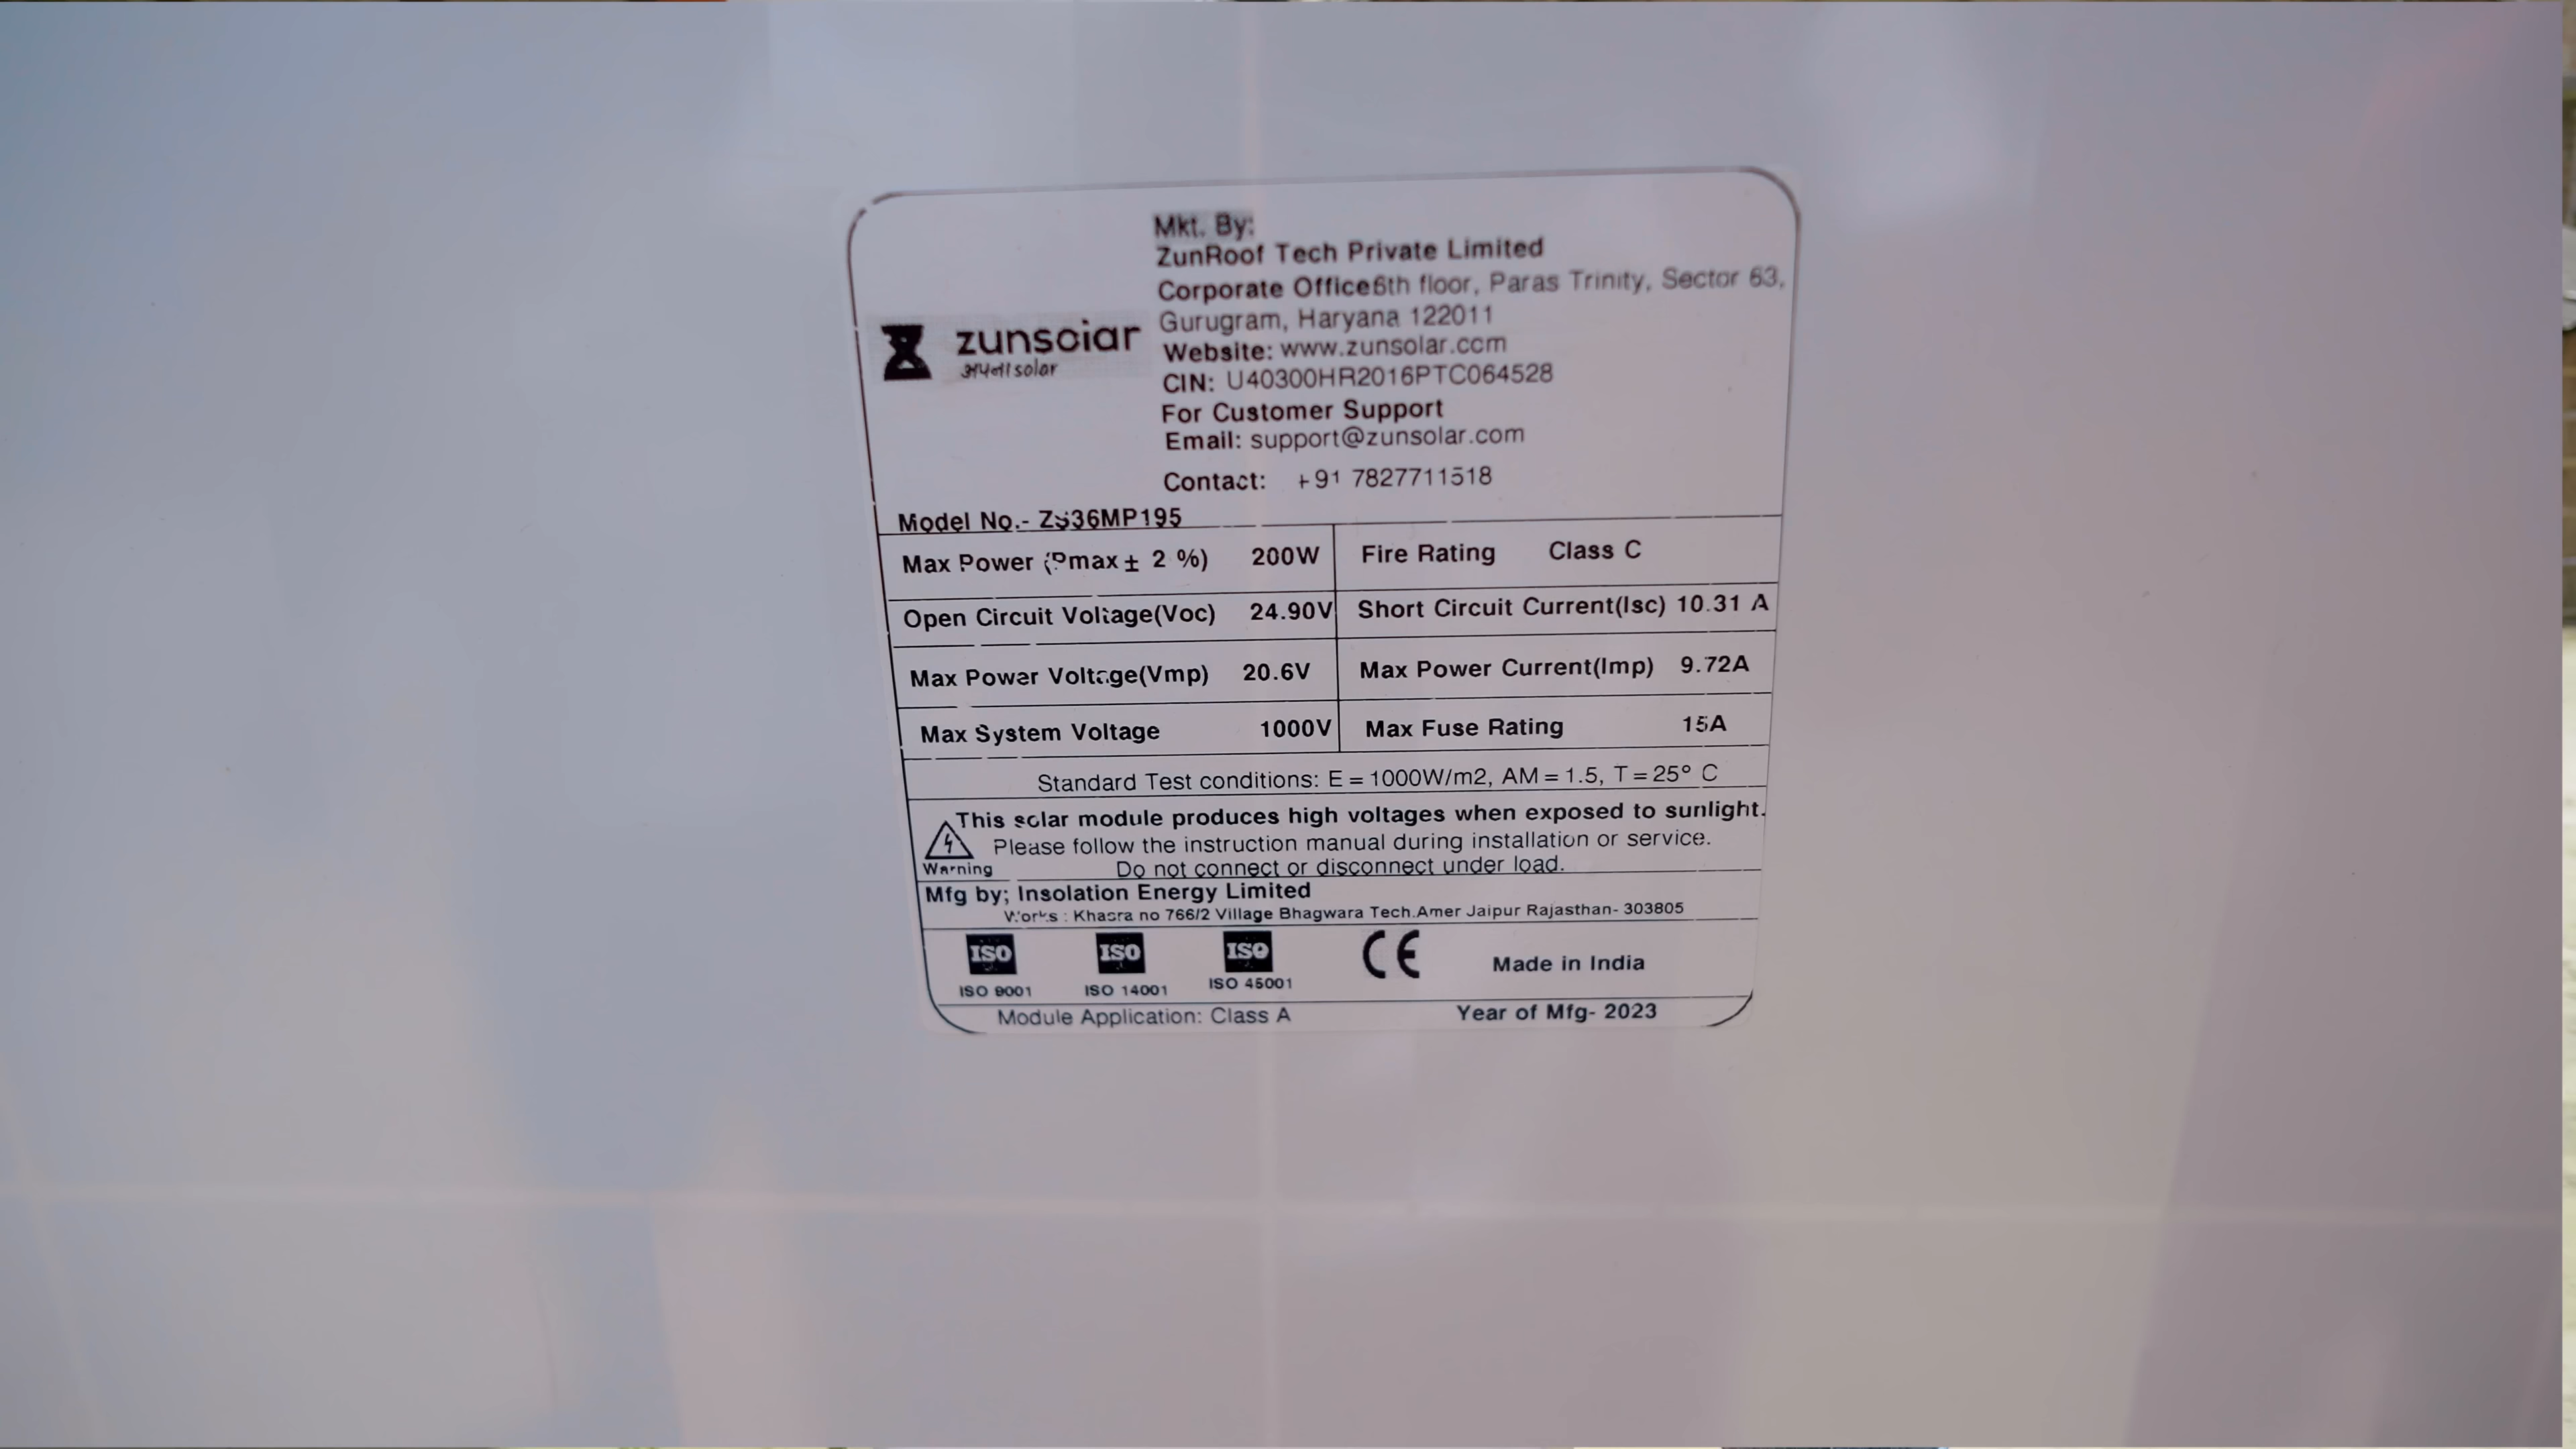 Mkt. By:
ZunRoof Tech Private Limited
Corporate Office6th floor, Paras Trinity, Sector 63,
Gurugram, Haryana 122011
zunsolar
अपना solar
Website: www.zunsolar.com
CIN: U40300HR2016PTC064528
For Customer Support
Email: support@zunsolar.com
Contact: +91 7827711518
Model No.- ZS36MP195
Max Power (Pmax ± 2 %) 200W Fire Rating Class C
Open Circuit Voltage(Voc) 24.90V Short Circuit Current(Isc) 10.31 A
Max Power Voltage(Vmp) 20.6V Max Power Current(Imp) 9.72A
Max System Voltage 1000V Max Fuse Rating 15A
Standard Test conditions: E = 1000W/m2, AM = 1.5, T = 25° C
This solar module produces high voltages when exposed to sunlight.
Please follow the instruction manual during installation or service.
Warning Do not connect or disconnect under load.
Mfg by; Insolation Energy Limited
Works : Khasra no 766/2 Village Bhagwara Tech.Amer Jaipur Rajasthan- 303805
ISO ISO ISO CE Made in India
ISO 9001 ISO 14001 ISO 45001
Module Application: Class A Year of Mfg- 2023